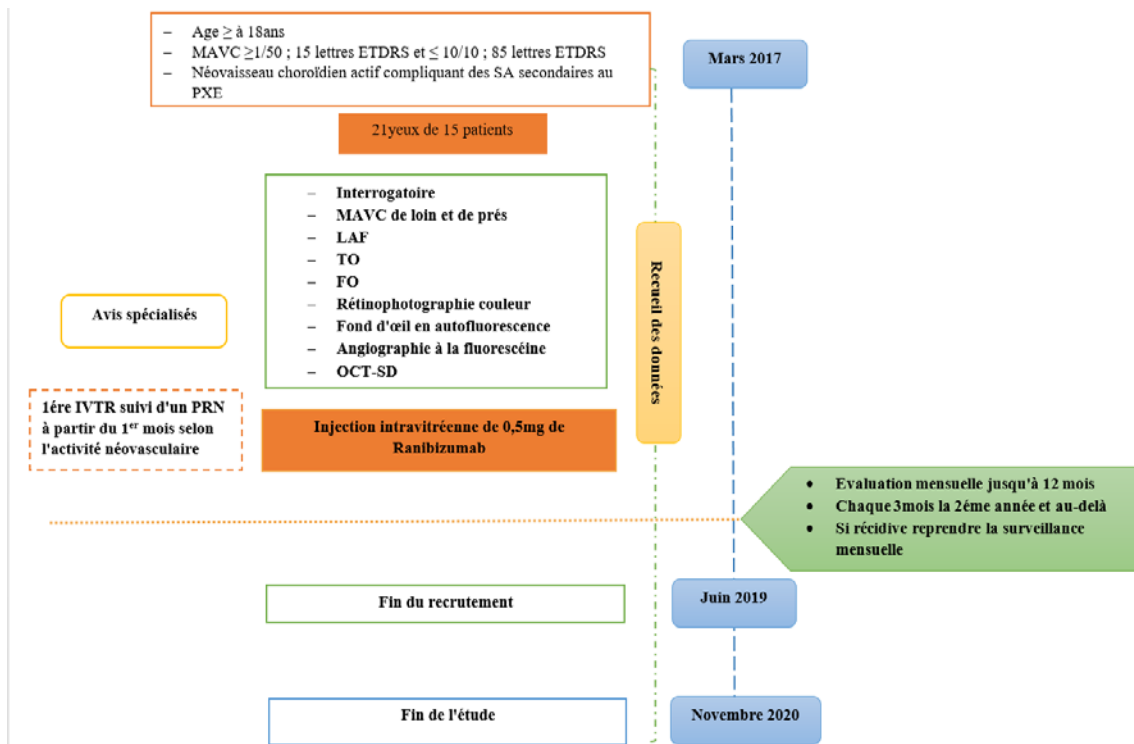 – Age ≥ à 18ans
– MAVC ≥1/50 ; 15 lettres ETDRS et ≤ 10/10 ; 85 lettres ETDRS
– Néovaisseau choroïdien actif compliquant des SA secondaires au
PXE
Mars 2017
21yeux de 15 patients
– Interrogatoire
– MAVC de loin et de prés
– LAF
– TO
– FO
– Rétinophotographie couleur
– Fond d'œil en autofluorescence
– Angiographie à la fluorescéine
– OCT-SD
Avis spécialisés
Recueil des données
1ére IVTR suivi d'un PRN
à partir du 1er mois selon
l'activité néovasculaire
Injection intravitréenne de 0,5mg de
Ranibizumab
• Evaluation mensuelle jusqu'à 12 mois
• Chaque 3mois la 2éme année et au-delà
• Si récidive reprendre la surveillance
mensuelle
Fin du recrutement
Juin 2019
Fin de l'étude
Novembre 2020